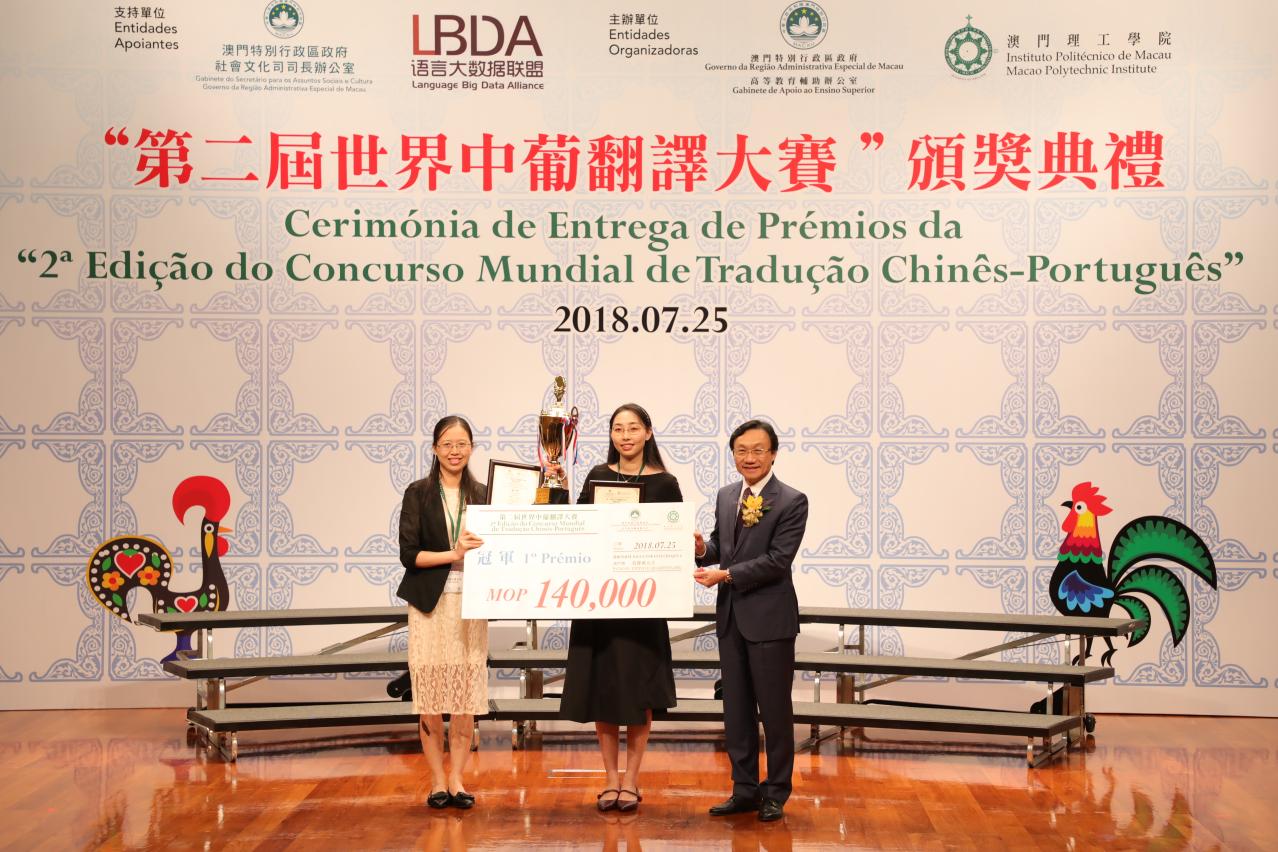 支持單位
Entidades
Apoiantes
澳門特別行政區政府
社會文化司司長辦公室
Gabinete do Secretário para os Assuntos Sociais e Cultura
Governo da Região Administrativa Especial de Macau
LBDA
语言大数据联盟
Language Big Data Alliance
主辦單位
Entidades
Organizadoras
澳門特別行政區政府
Governo da Região Administrativa Especial de Macau
高等教育輔助辦公室
Gabinete de Apoio ao Ensino Superior
澳門理工學院
Instituto Politécnico de Macau
Macao Polytechnic Institute
“第二屆世界中葡翻譯大賽”頒獎典禮
Cerimónia de Entrega de Prémios da
“2ª Edição do Concurso Mundial de Tradução Chinês-Português”
2018.07.25
第二屆世界中葡翻譯大賽
2ª Edição do Concurso Mundial
de Tradução Chinês-Português
2018.07.25
冠軍 1º Prémio
MOP 140,000